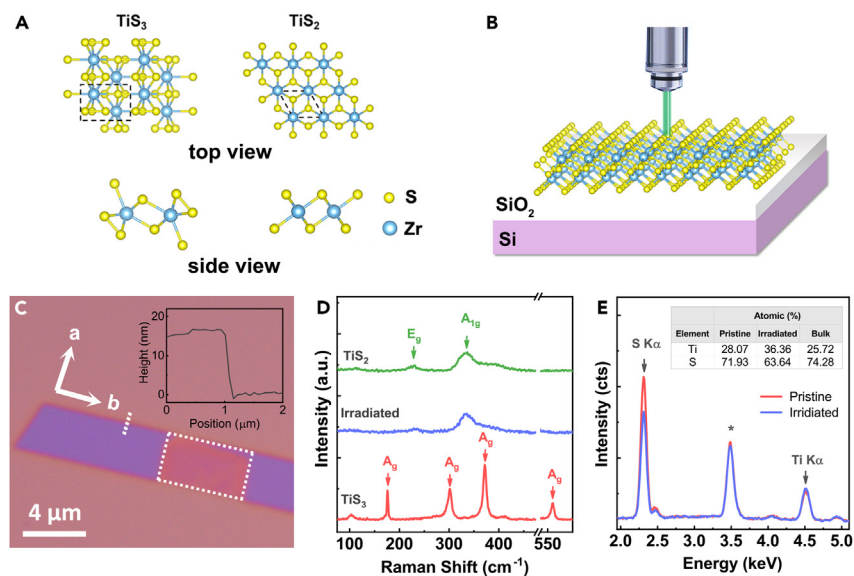 A
TiS3
TiS2
top view
S
Zr
side view
B
SiO2
Si
C
a
b
Height (nm)
20
10
0
0
1
2
Position (μm)
4 μm
D
Intensity (a.u.)
TiS2
Eg
A1g
Irradiated
TiS3
Ag
Ag
Ag
Ag
100
200
300
400
550
Raman Shift (cm-1)
E
Intensity (cts)
Atomic (%)
Element Pristine Irradiated Bulk
Ti 28.07 36.36 25.72
S 71.93 63.64 74.28
S Kα
Pristine
Irridiated
*
Ti Kα
2.0
2.5
3.0
3.5
4.0
4.5
5.0
Energy (keV)